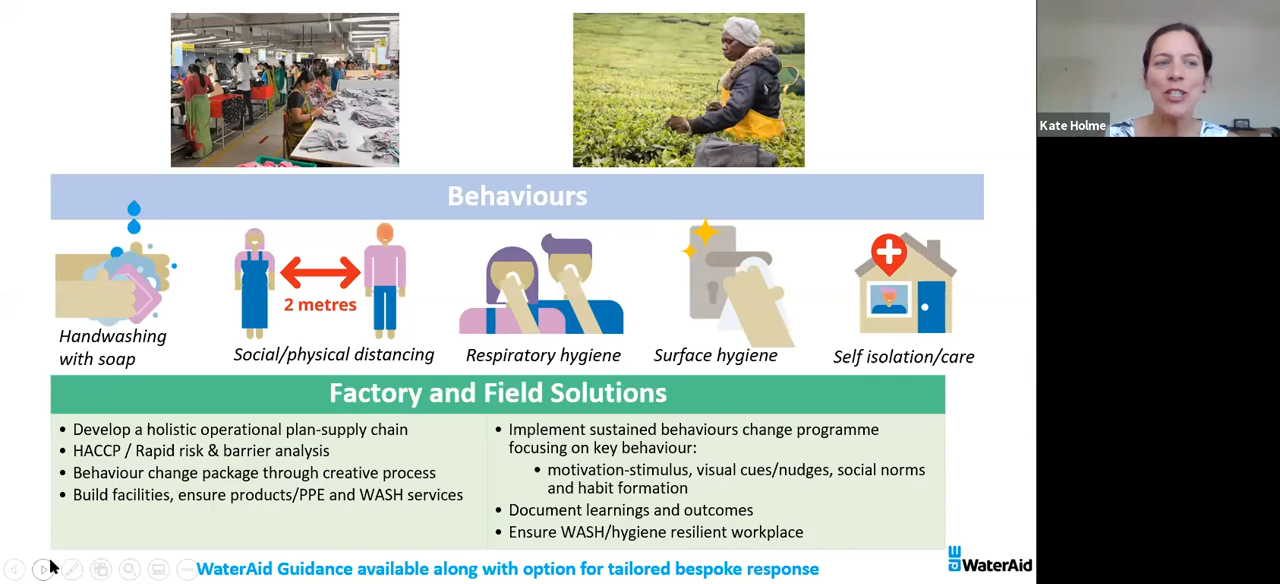 Kate Holme
Behaviours
2 metres
Handwashing
with soap
Social/physical distancing
Respiratory hygiene
Surface hygiene
Self isolation/care
Factory and Field Solutions
• Develop a holistic operational plan-supply chain
• HACCP / Rapid risk & barrier analysis
• Behaviour change package through creative process
• Build facilities, ensure products/PPE and WASH services
• Implement sustained behaviours change programme
focusing on key behaviour:
• motivation-stimulus, visual cues/nudges, social norms
and habit formation
• Document learnings and outcomes
• Ensure WASH/hygiene resilient workplace
WaterAid Guidance available along with option for tailored bespoke response
WaterAid